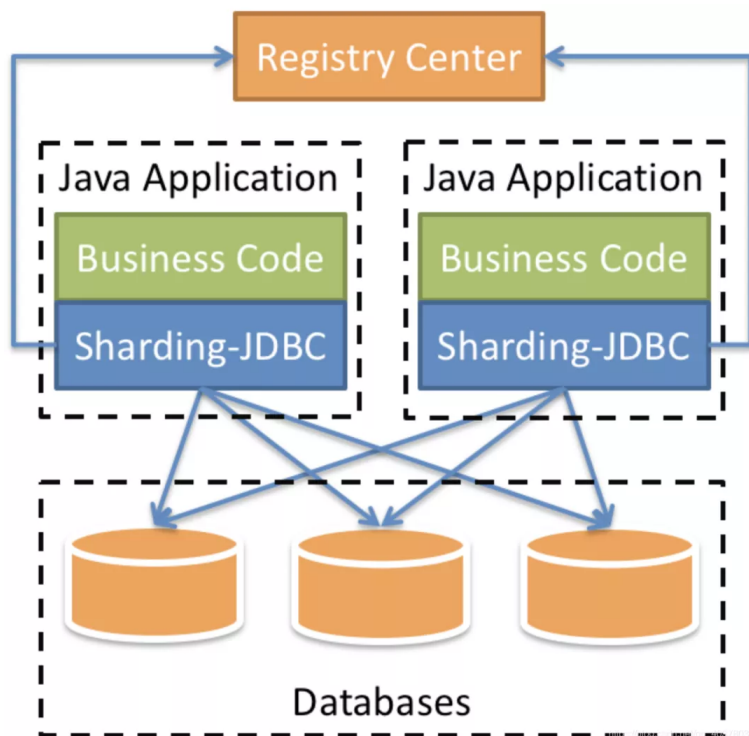 Registry Center
Java Application
Business Code
Sharding-JDBC
Java Application
Business Code
Sharding-JDBC
Databases